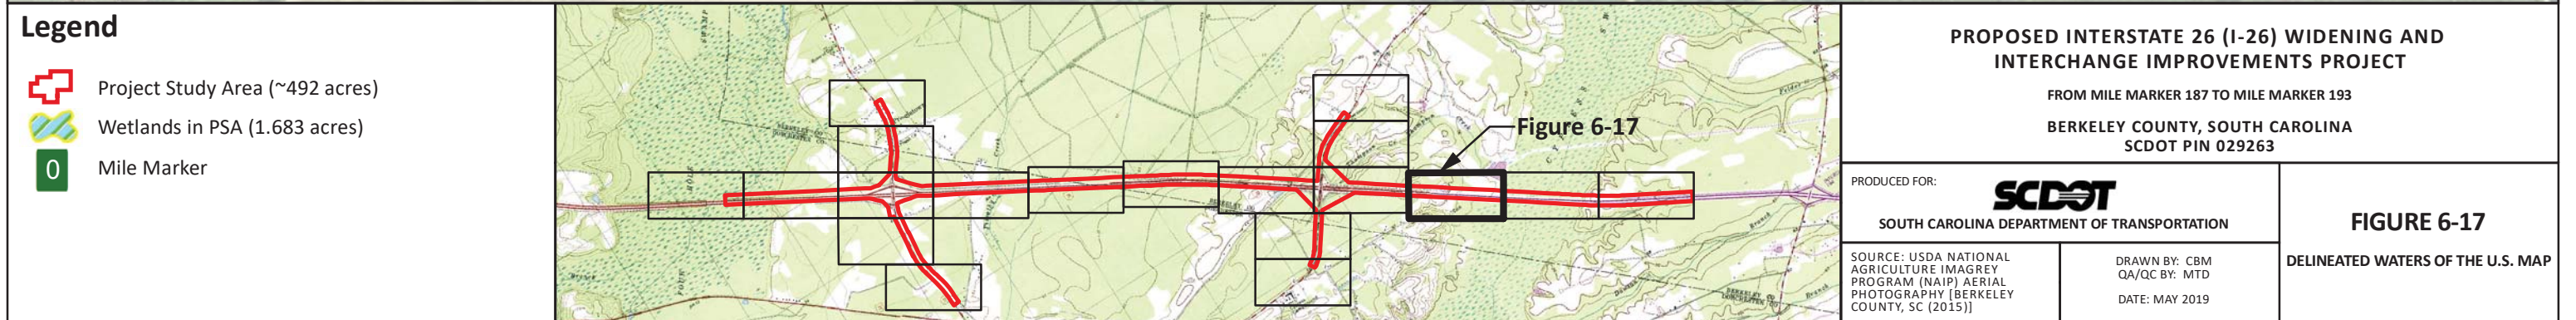 Legend
Project Study Area (~492 acres)
Wetlands in PSA (1.683 acres)
0
Mile Marker
Figure 6-17
PROPOSED INTERSTATE 26 (I-26) WIDENING AND
INTERCHANGE IMPROVEMENTS PROJECT
FROM MILE MARKER 187 TO MILE MARKER 193
BERKELEY COUNTY, SOUTH CAROLINA
SCDOT PIN 029263
PRODUCED FOR:
SCDOT
SOUTH CAROLINA DEPARTMENT OF TRANSPORTATION
SOURCE: USDA NATIONAL
AGRICULTURE IMAGREY
PROGRAM (NAIP) AERIAL
PHOTOGRAPHY [BERKELEY
COUNTY, SC (2015)]
DRAWN BY: CBM
QA/QC BY: MTD
DATE: MAY 2019
FIGURE 6-17
DELINEATED WATERS OF THE U.S. MAP